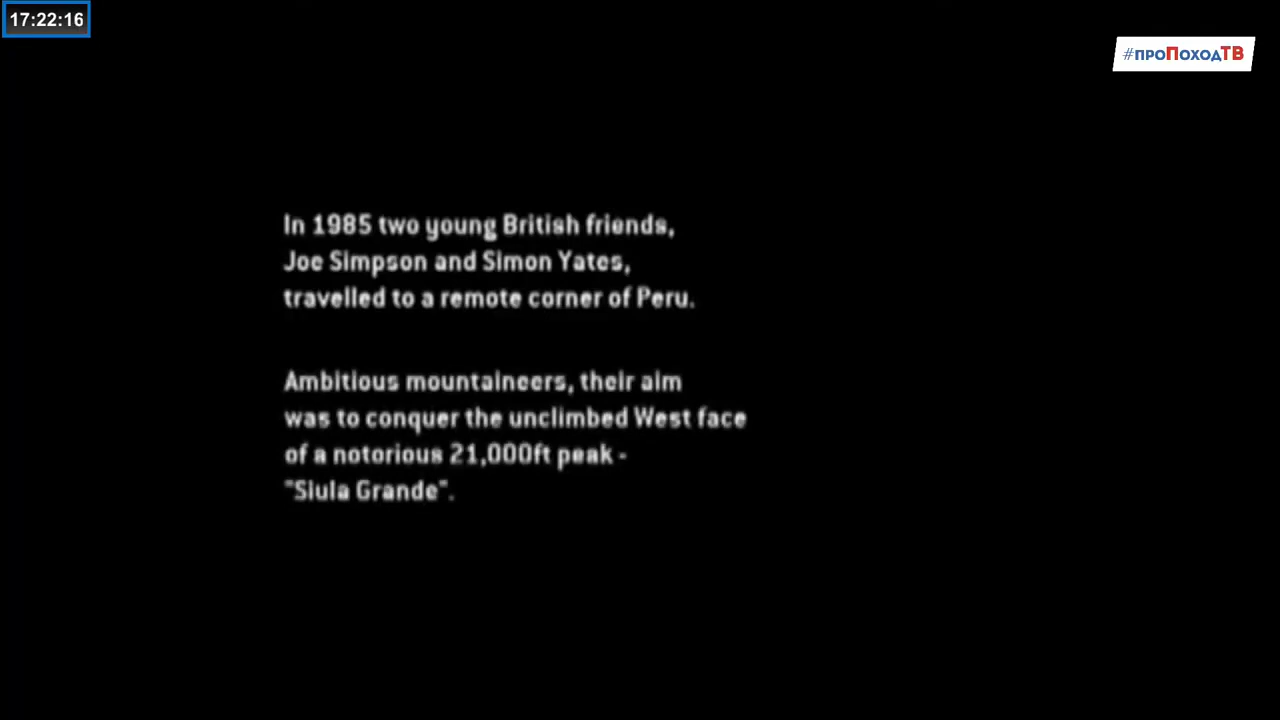 17:22:16
#проПоходТВ
In 1985 two young British friends,
Joe Simpson and Simon Yates,
travelled to a remote corner of Peru.
Ambitious mountaineers, their aim
was to conquer the unclimbed West face
of a notorious 21,000ft peak -
"Siula Grande".